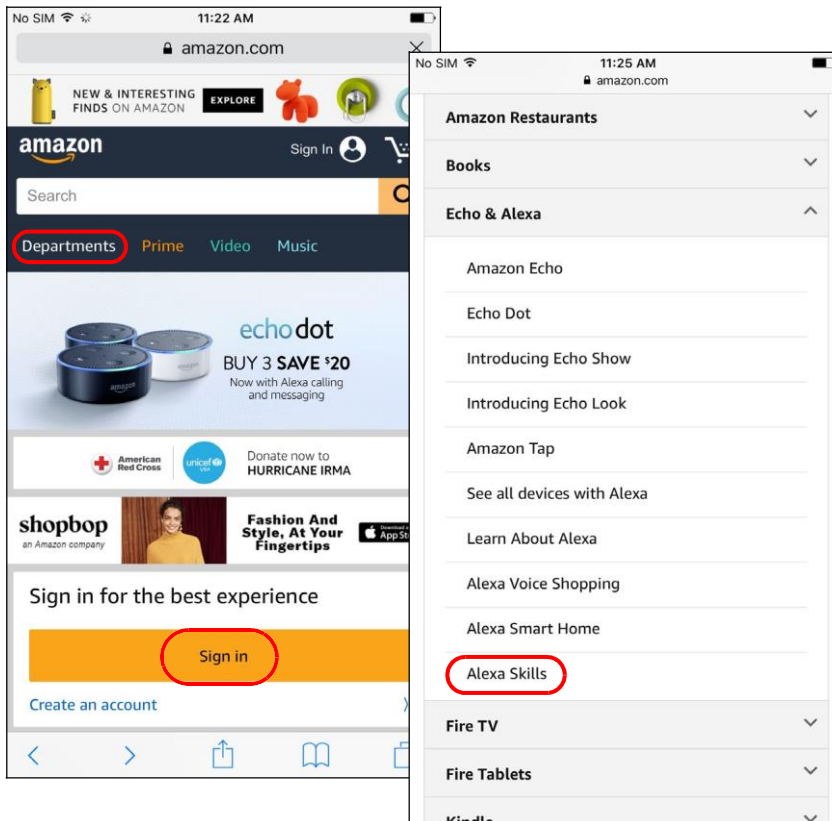 No SIM 11:22 AM
amazon.com
NEW & INTERESTING
FINDS ON AMAZON
EXPLORE
amazon
Sign In
Search
Departments Prime Video Music
amazon
echo dot
BUY 3 SAVE $20
Now with Alexa calling
and messaging
American
Red Cross
unicef
USA
Donate now to
HURRICANE IRMA
shopbop
an Amazon company
Fashion And
Style, At Your
Fingertips
Sign in for the best experience
Sign in
Create an account
No SIM 11:25 AM
amazon.com
Amazon Restaurants
Books
Echo & Alexa
Amazon Echo
Echo Dot
Introducing Echo Show
Introducing Echo Look
Amazon Tap
See all devices with Alexa
Learn About Alexa
Alexa Voice Shopping
Alexa Smart Home
Alexa Skills
Fire TV
Fire Tablets
Kindle